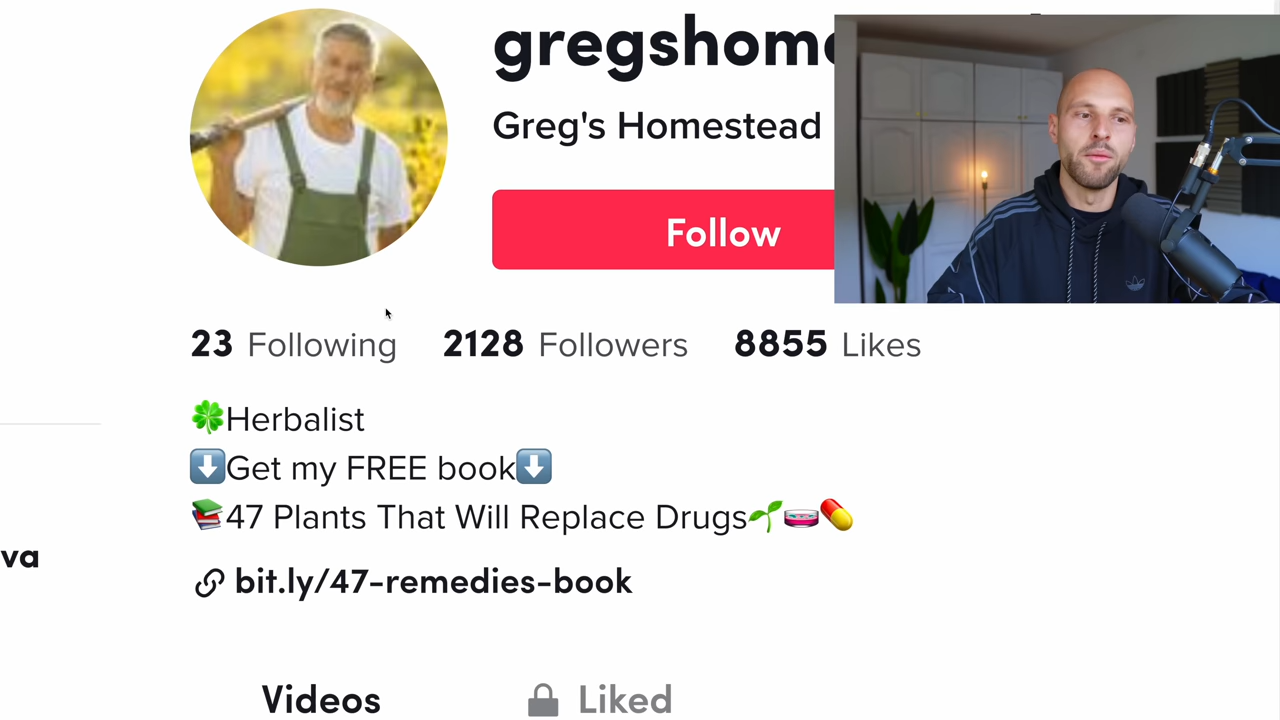 gregshome
Greg's Homestead
Follow
23 Following 2128 Followers 8855 Likes
🍀Herbalist
⬇️Get my FREE book⬇️
📚47 Plants That Will Replace Drugs🌱🧫💊
bit.ly/47-remedies-book
va
Videos Liked